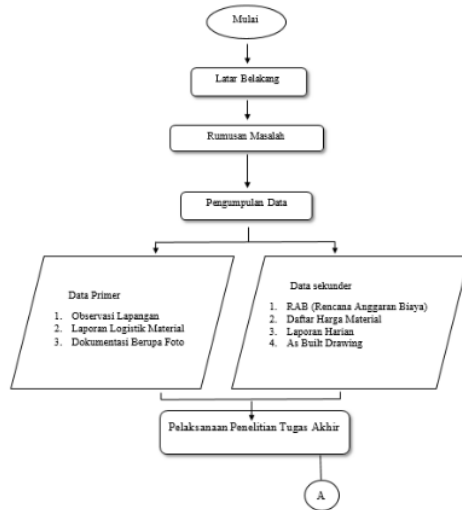 Mulai
Latar Belakang
Rumusan Masalah
Pengumpulan Data
Data Primer
1. Observasi Lapangan
2. Laporan Logistik Material
3. Dokumentasi Berupa Foto
Data sekunder
1. RAB (Rencana Anggaran Biaya)
2. Daftar Harga Material
3. Laporan Harian
4. As Built Drawing
Pelaksanaan Penelitian Tugas Akhir
A